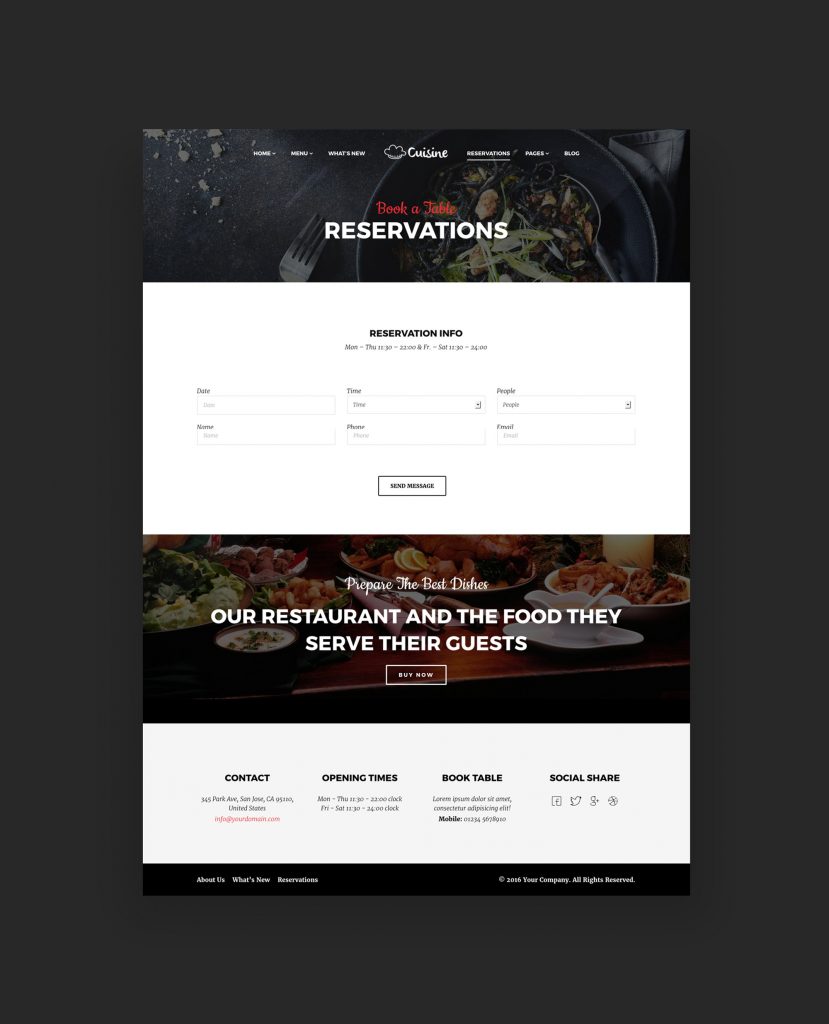 HOME MENU WHAT'S NEW Cuisine RESERVATIONS PAGES BLOG
Book a Table
RESERVATIONS
RESERVATION INFO
Mon – Thu 11:30 – 22:00 & Fr. – Sat 11:30 – 24:00
Date Time People
Date Time People
Name Phone Email
Name Phone Email
SEND MESSAGE
Prepare The Best Dishes
OUR RESTAURANT AND THE FOOD THEY
SERVE THEIR GUESTS
BUY NOW
CONTACT OPENING TIMES BOOK TABLE SOCIAL SHARE
345 Park Ave, San Jose, CA 95110, Mon - Thu 11:30 - 22:00 clock Lorem ipsum dolor sit amet,
United States Fri - Sat 11:30 - 24:00 clock consectetur adipisicing elit!
info@yourdomain.com Mobile: 01234 5678910
About Us What's New Reservations © 2016 Your Company. All Rights Reserved.